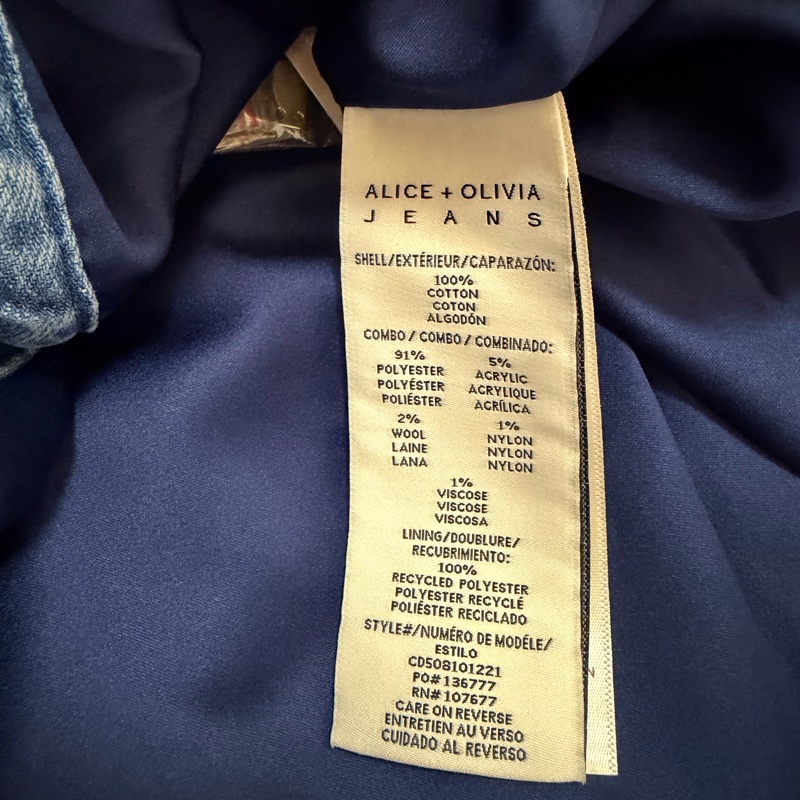 ALICE + OLIVIA
JEANS
SHELL/EXTÉRIEUR/CAPARAZÓN:
100%
COTTON
COTON
ALGODÓN
COMBO / COMBO / COMBINADO:
91% 5%
POLYESTER ACRYLIC
POLYESTÉR ACRYLIQUE
POLIÉSTER ACRÍLICA
2% 1%
WOOL NYLON
LAINE NYLON
LANA NYLON
1%
VISCOSE
VISCOSE
VISCOSA
LINING/DOUBLURE/
RECUBRIMIENTO:
100%
RECYCLED POLYESTER
POLYESTER RECYCLÉ
POLIÉSTER RECICLADO
STYLE#/NUMÉRO DE MODÉLE/
ESTILO
CD508101221
PO#136777
RN#107677
CARE ON REVERSE
ENTRETIEN AU VERSO
CUIDADO AL REVERSO